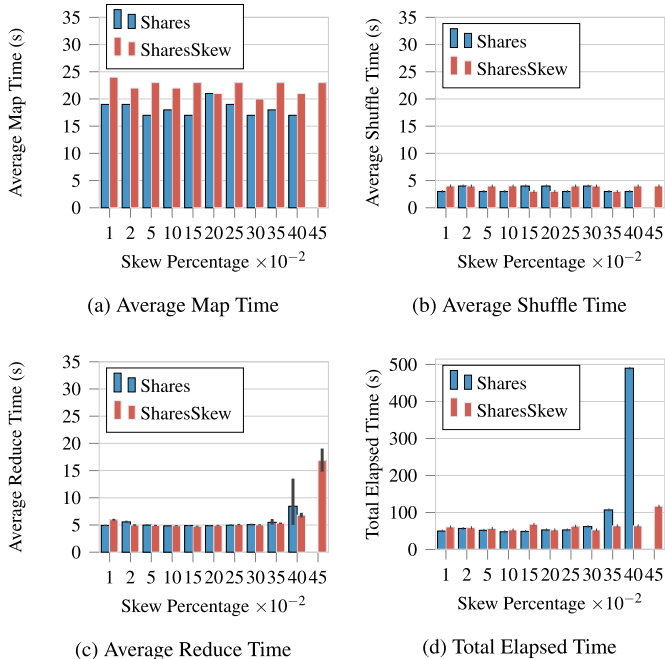 Average Map Time (s)
35
30
25
20
15
10
5
0
Shares
SharesSkew
1 2 5 10 15 20 25 30 35 40 45
Skew Percentage ×10−2
(a) Average Map Time
Average Shuffle Time (s)
35
30
25
20
15
10
5
0
Shares
SharesSkew
1 2 5 10 15 20 25 30 35 40 45
Skew Percentage ×10−2
(b) Average Shuffle Time
Average Reduce Time (s)
35
30
25
20
15
10
5
0
Shares
SharesSkew
1 2 5 10 15 20 25 30 35 40 45
Skew Percentage ×10−2
(c) Average Reduce Time
Total Elapsed Time (s)
500
400
300
200
100
0
Shares
SharesSkew
1 2 5 10 15 20 25 30 35 40 45
Skew Percentage ×10−2
(d) Total Elapsed Time